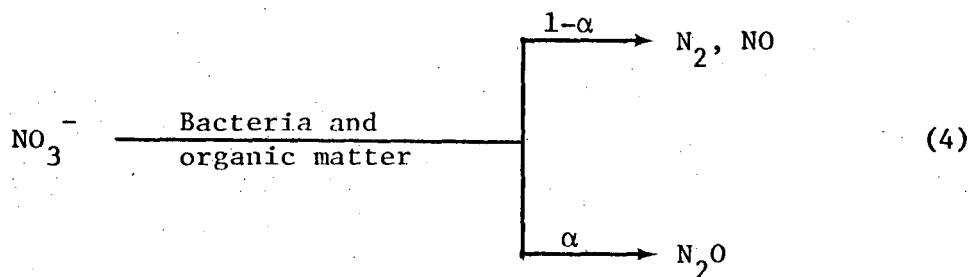 1-α
N₂, NO
NO₃⁻
Bacteria and
organic matter
(4)
α
N₂O